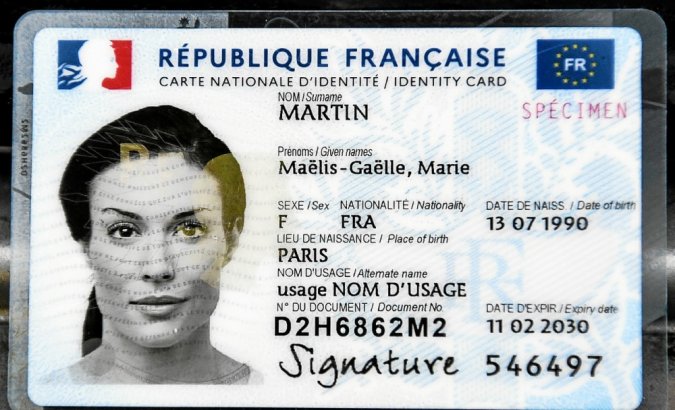 RÉPUBLIQUE FRANÇAISE
FR
CARTE NATIONALE D'IDENTITÉ / IDENTITY CARD
NOM / Surname
MARTIN
SPÉCIMEN
Prénoms / Given names
Maëlis-Gaëlle, Marie
SEXE / Sex NATIONALITÉ / Nationality DATE DE NAISS. / Date of birth
F FRA 13 07 1990
LIEU DE NAISSANCE / Place of birth
PARIS
NOM D'USAGE / Alternate name
usage NOM D'USAGE
N° DU DOCUMENT / Document No DATE D'EXPIR. / Expiry date
D2H6862M2 11 02 2030
Signature 546497